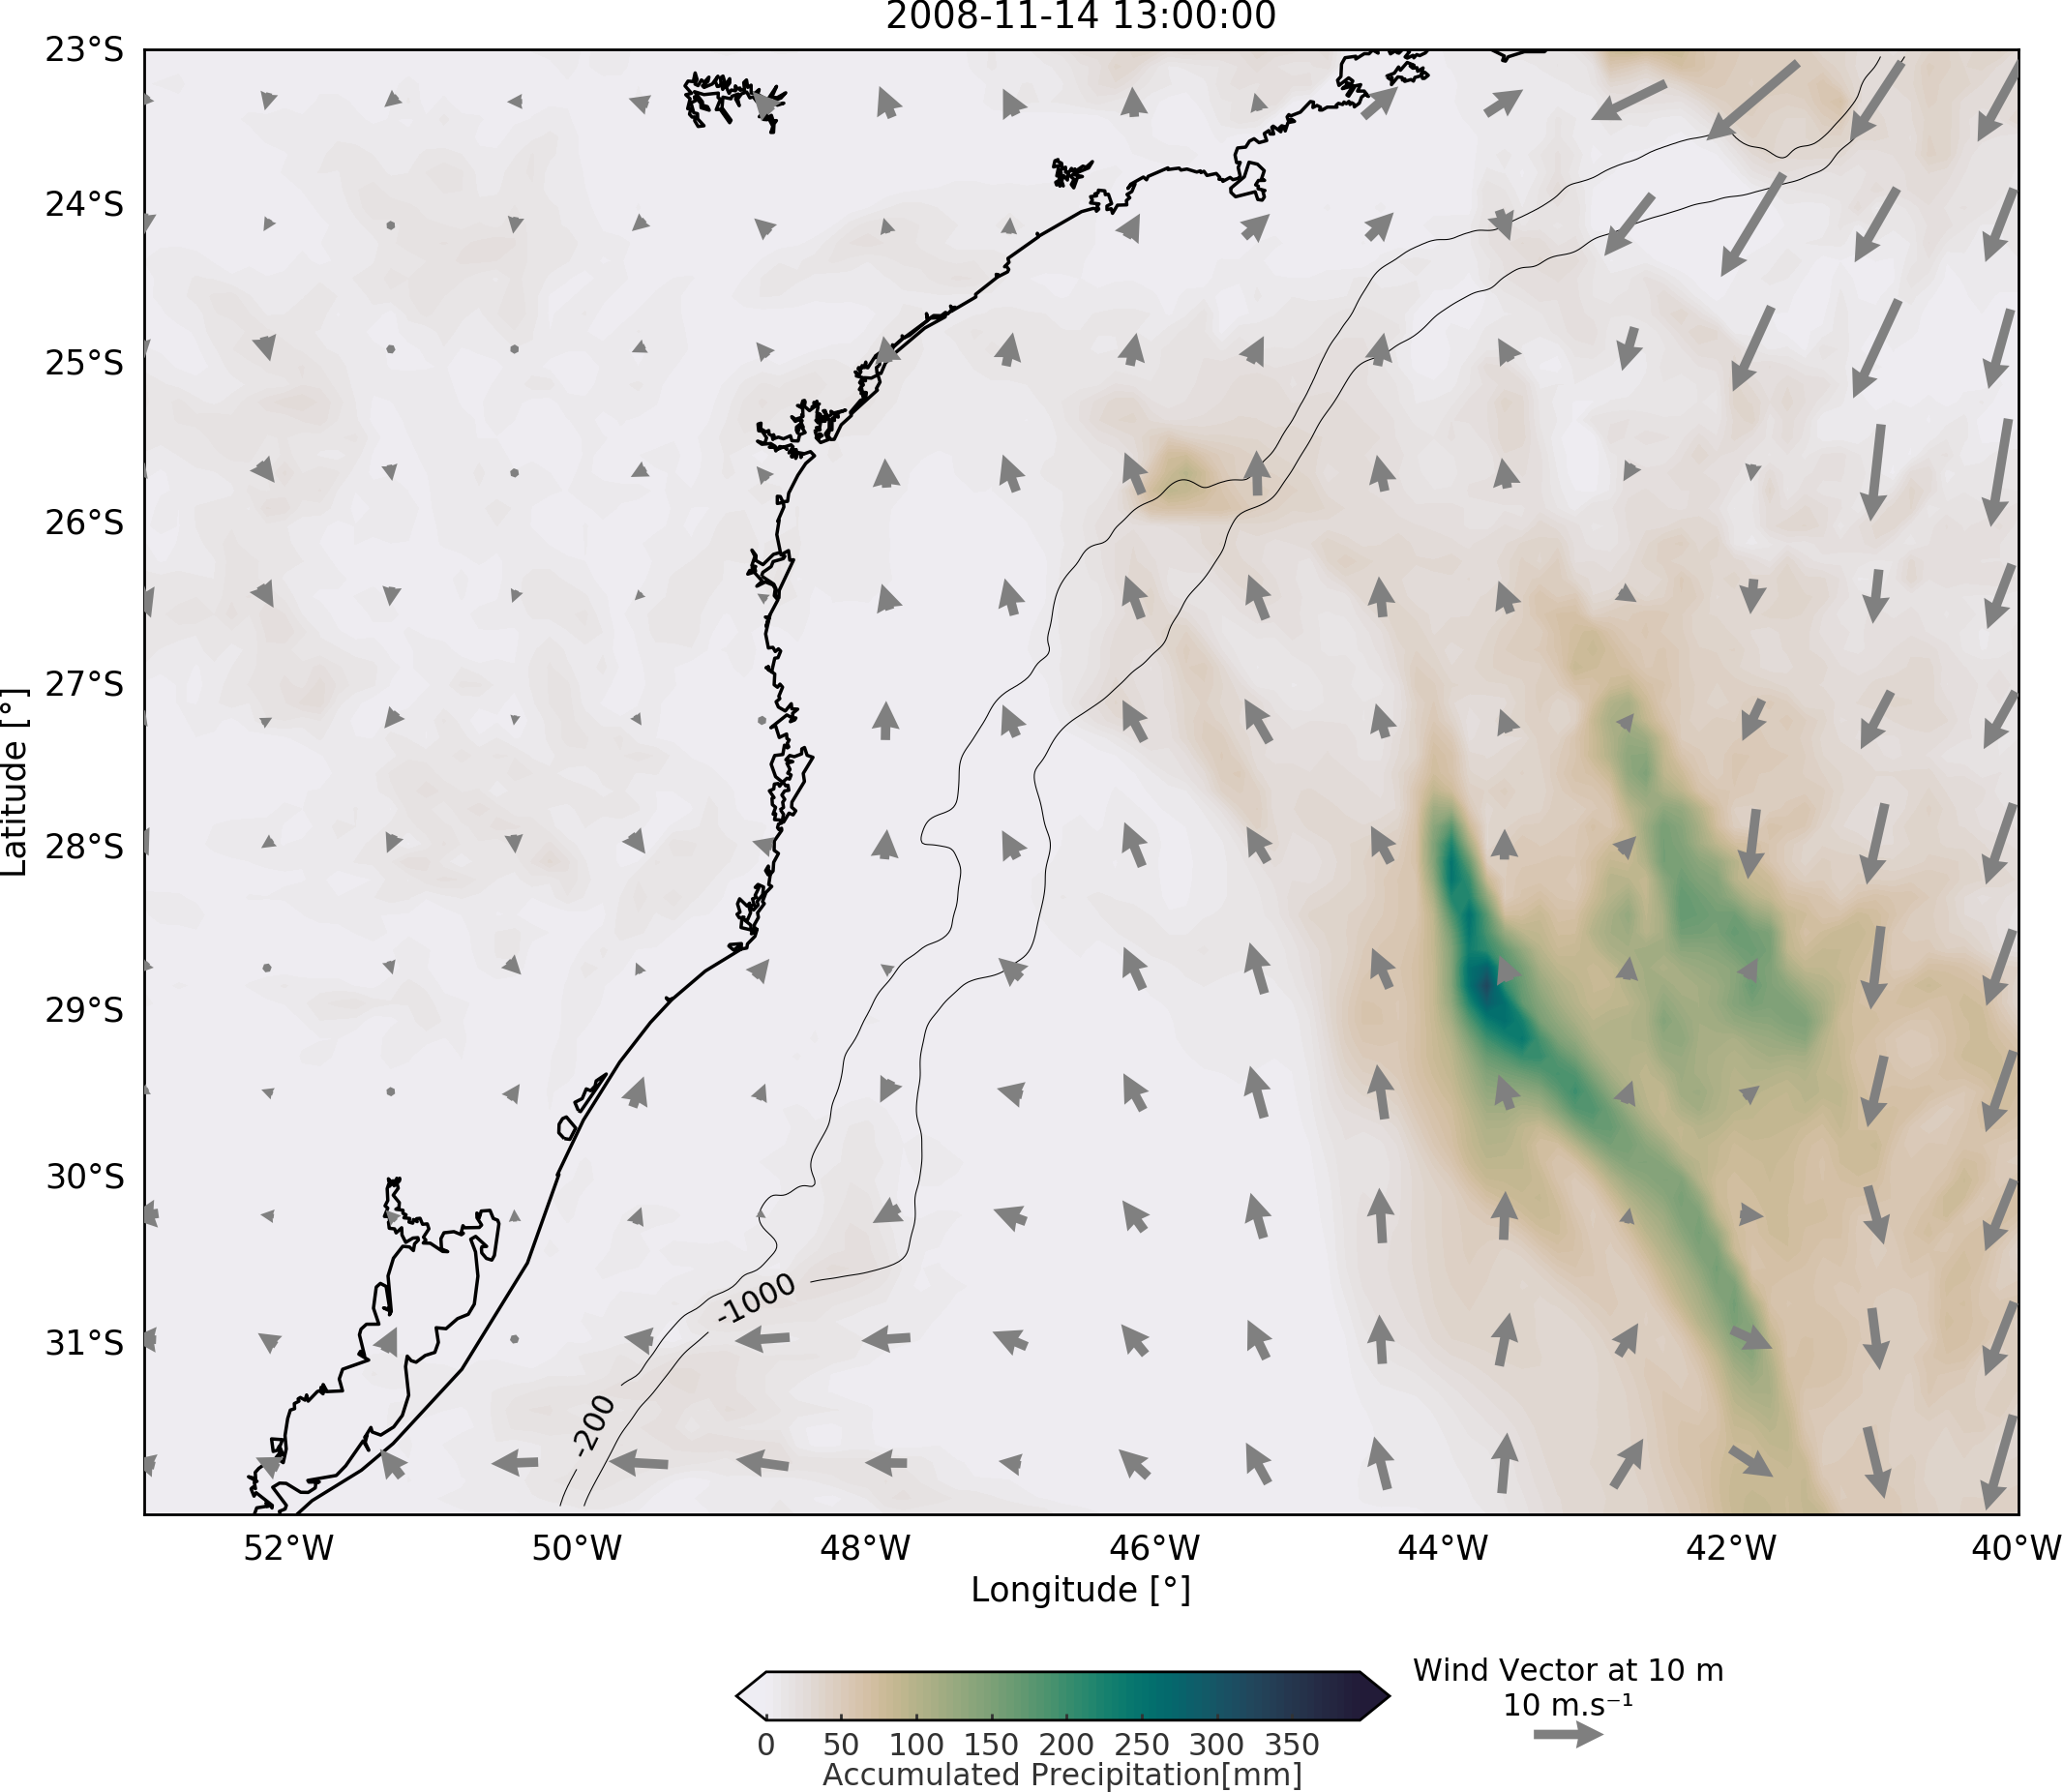 2008-11-14 13:00:00
23°S
24°S
25°S
26°S
27°S
28°S
29°S
30°S
31°S
Latitude [°]
-1000
-200
52°W
50°W
48°W
46°W
44°W
42°W
40°W
Longitude [°]
Wind Vector at 10 m
10 m.s⁻¹
0
50
100
150
200
250
300
350
Accumulated Precipitation[mm]